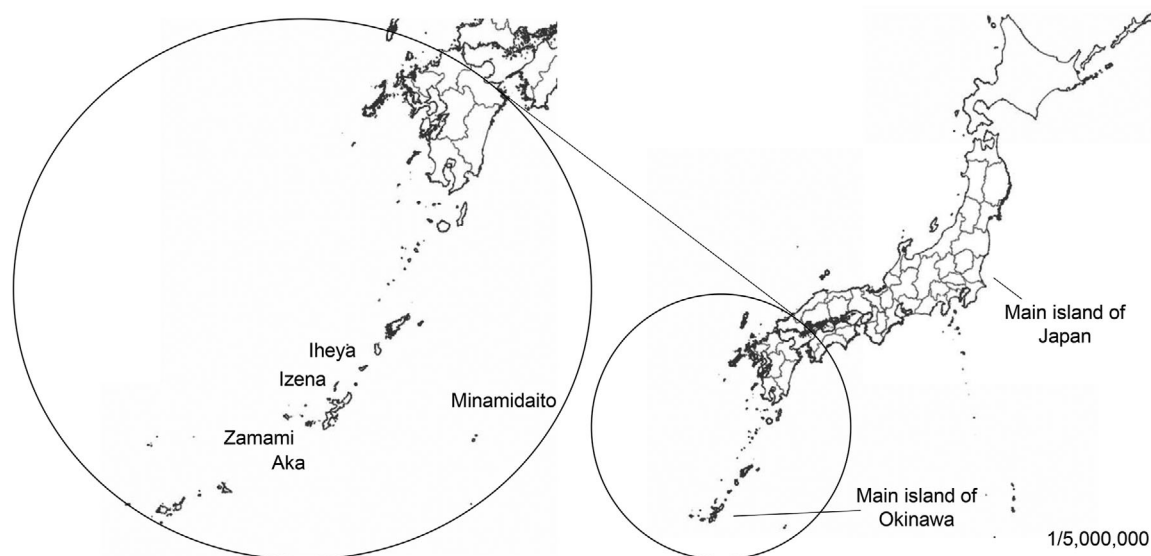 Iheya
Izena
Minamidaito
Zamami
Aka
Main island of
Japan
Main island of
Okinawa
1/5,000,000